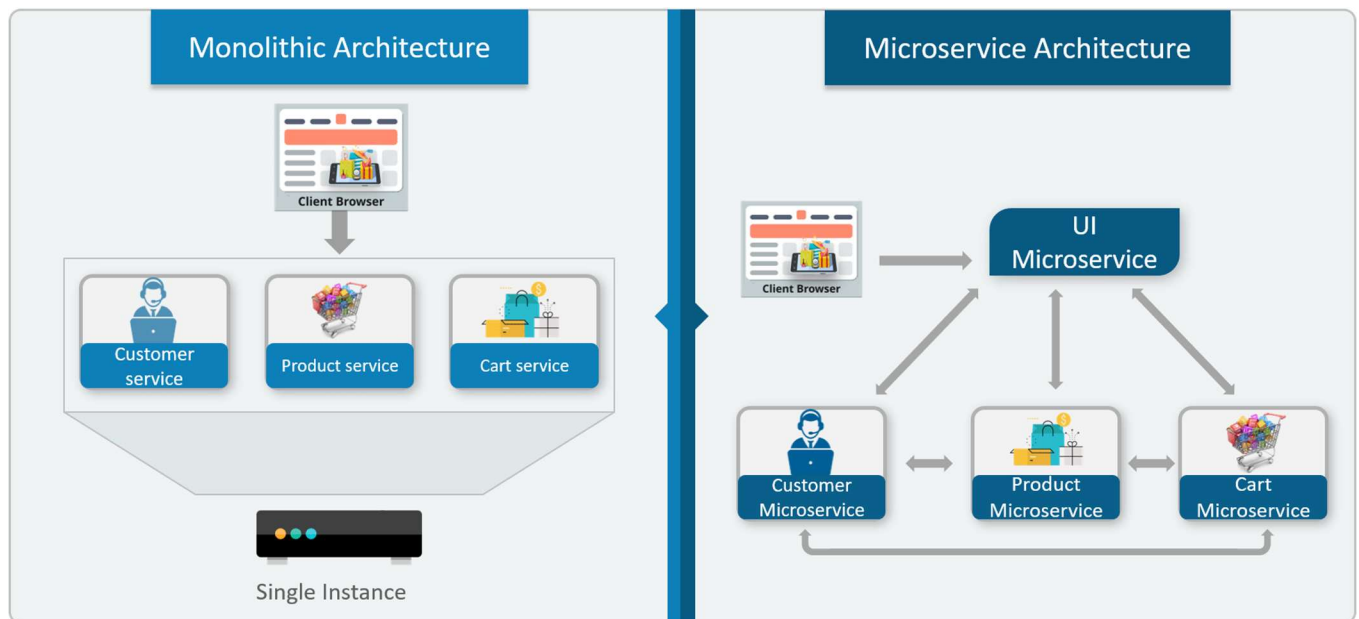 Monolithic Architecture
Client Browser
Customer
service
Product service
Cart service
Single Instance
Microservice Architecture
Client Browser
UI
Microservice
Customer
Microservice
Product
Microservice
Cart
Microservice